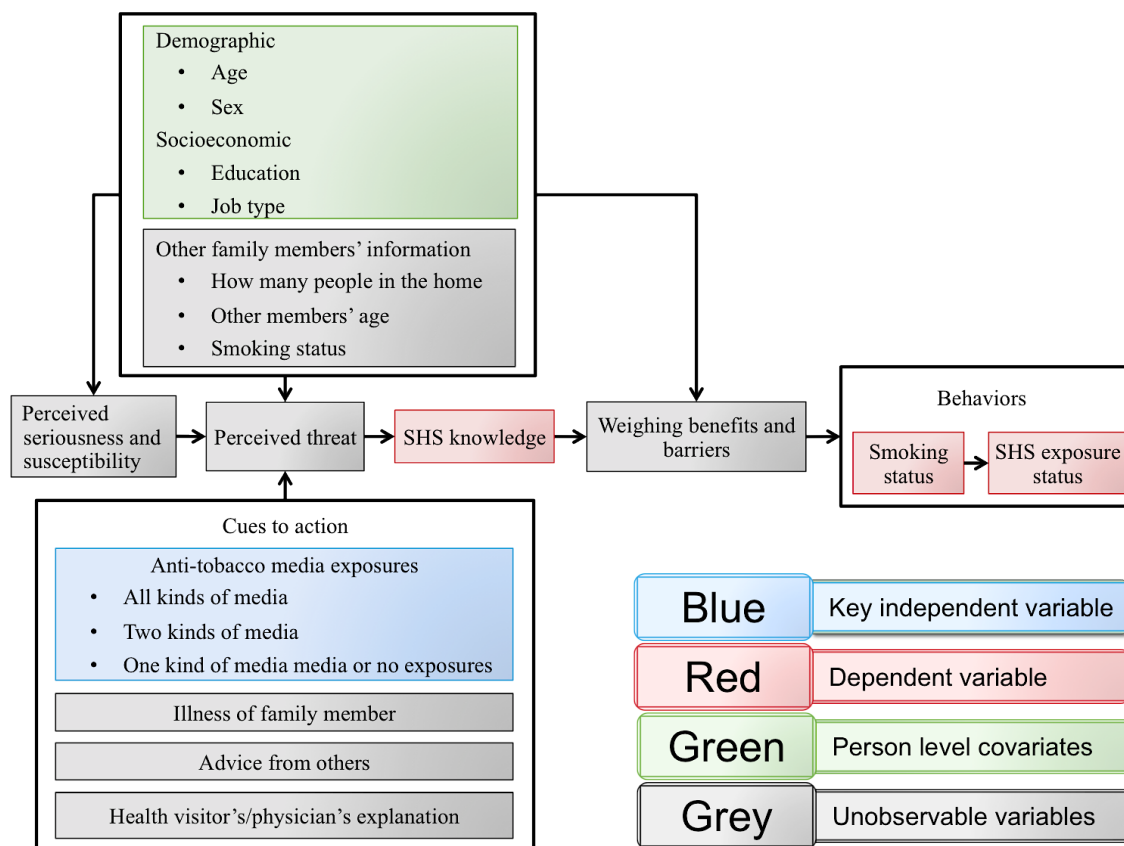 Demographic
• Age
• Sex
Socioeconomic
• Education
• Job type
Other family members’ information
• How many people in the home
• Other members’ age
• Smoking status
Perceived
seriousness and
susceptibility
Perceived threat
SHS knowledge
Weighing benefits and
barriers
Behaviors
Smoking
status
SHS exposure
status
Cues to action
Anti-tobacco media exposures
• All kinds of media
• Two kinds of media
• One kind of media media or no exposures
Illness of family member
Advice from others
Health visitor’s/physician’s explanation
Blue
Key independent variable
Red
Dependent variable
Green
Person level covariates
Grey
Unobservable variables